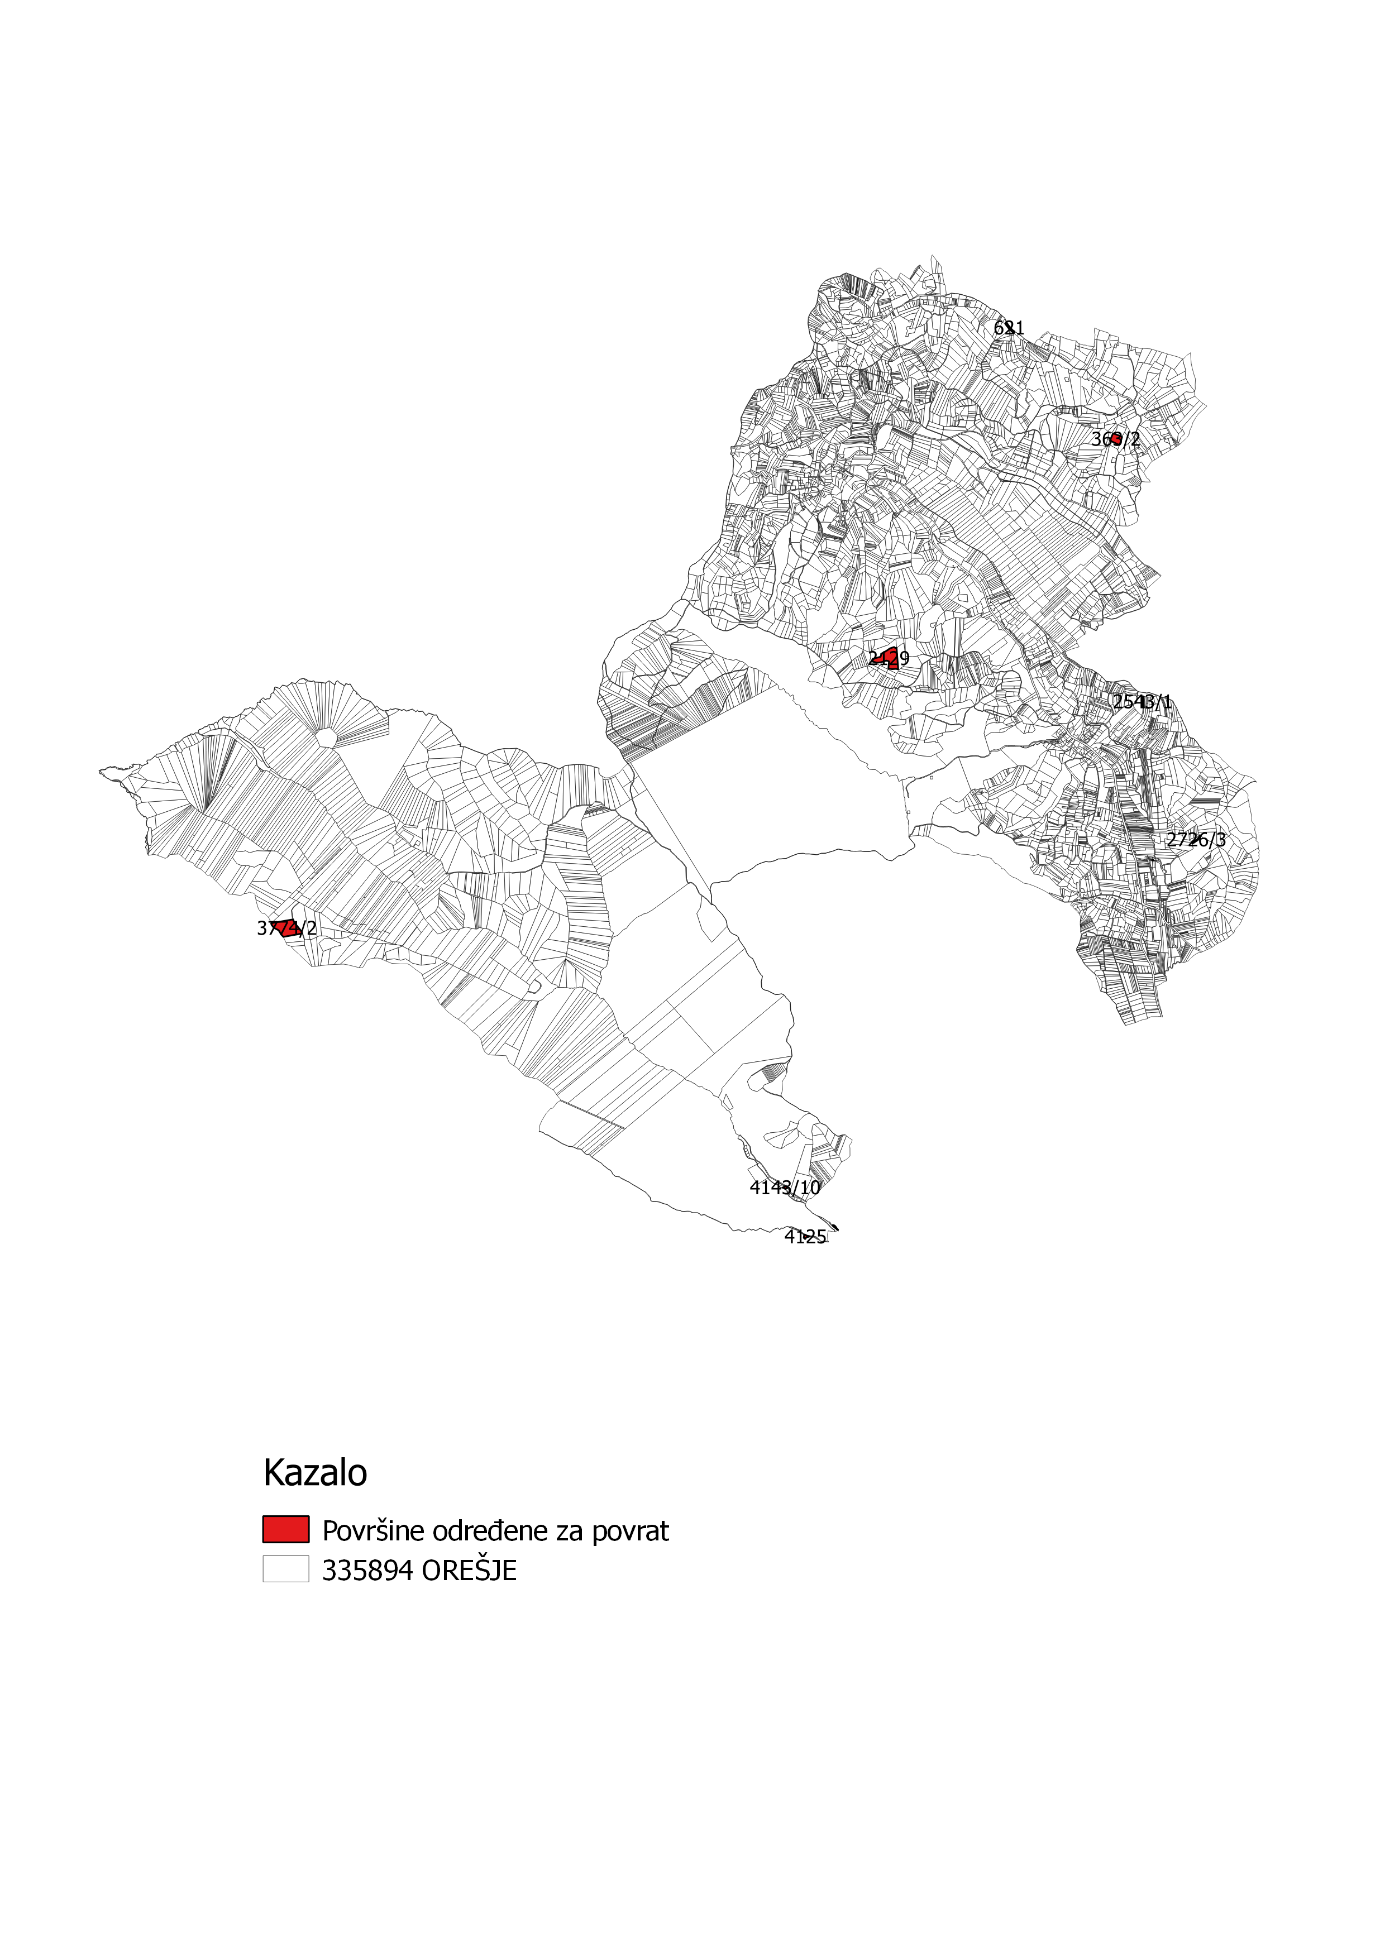 621
363/2
2129
2543/1
2726/3
3774/2
4143/10
4125
Kazalo
Površine određene za povrat
335894 OREŠJE